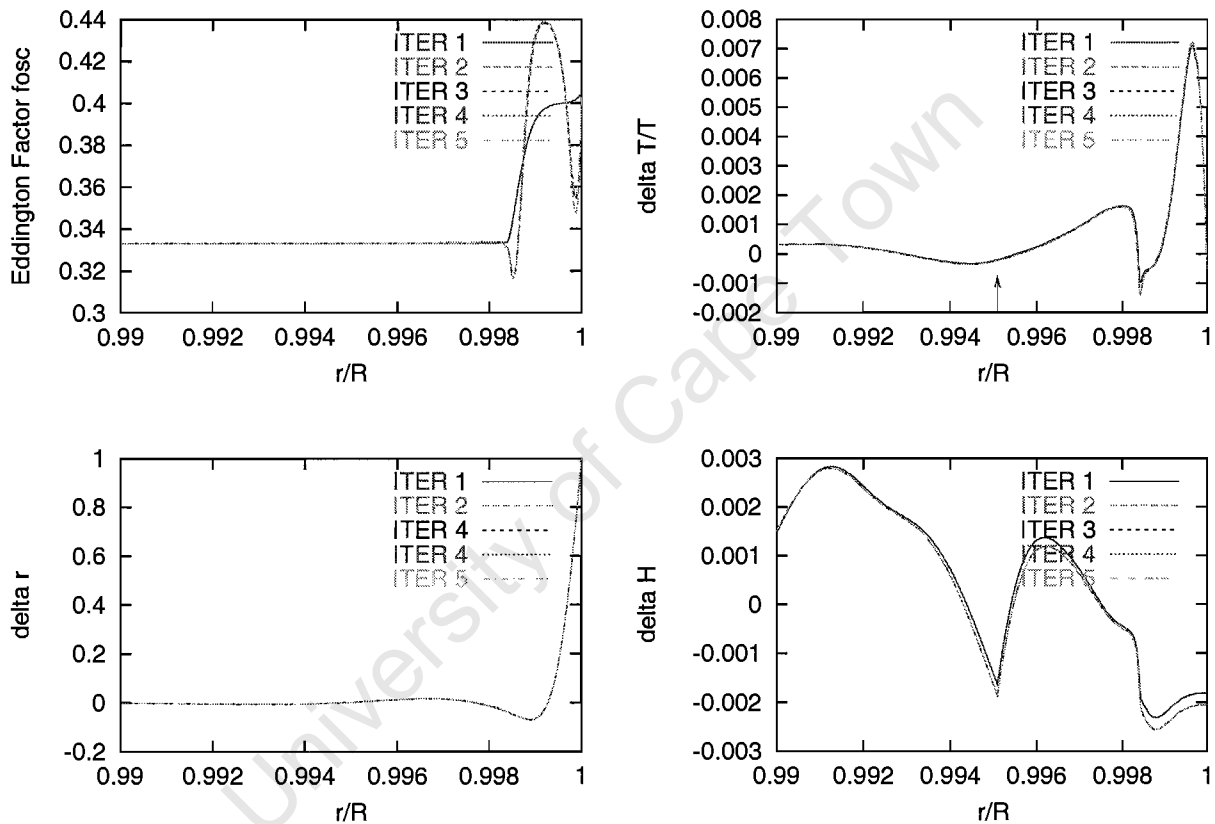 Eddington Factor fosc
0.44
0.42
0.4
0.38
0.36
0.34
0.32
0.3
ITER 1
ITER 2
ITER 3
ITER 4
ITER 5
0.99 0.992 0.994 0.996 0.998 1
r/R
delta T/T
0.008
0.007
0.006
0.005
0.004
0.003
0.002
0.001
0
-0.001
-0.002
ITER 1
ITER 2
ITER 3
ITER 4
ITER 5
0.99 0.992 0.994 0.996 0.998 1
r/R
delta r
1
0.8
0.6
0.4
0.2
0
-0.2
ITER 1
ITER 2
ITER 4
ITER 4
ITER 5
0.99 0.992 0.994 0.996 0.998 1
r/R
delta H
0.003
0.002
0.001
0
-0.001
-0.002
-0.003
ITER 1
ITER 2
ITER 3
ITER 4
ITER 5
0.99 0.992 0.994 0.996 0.998 1
r/R
University of Cape Town